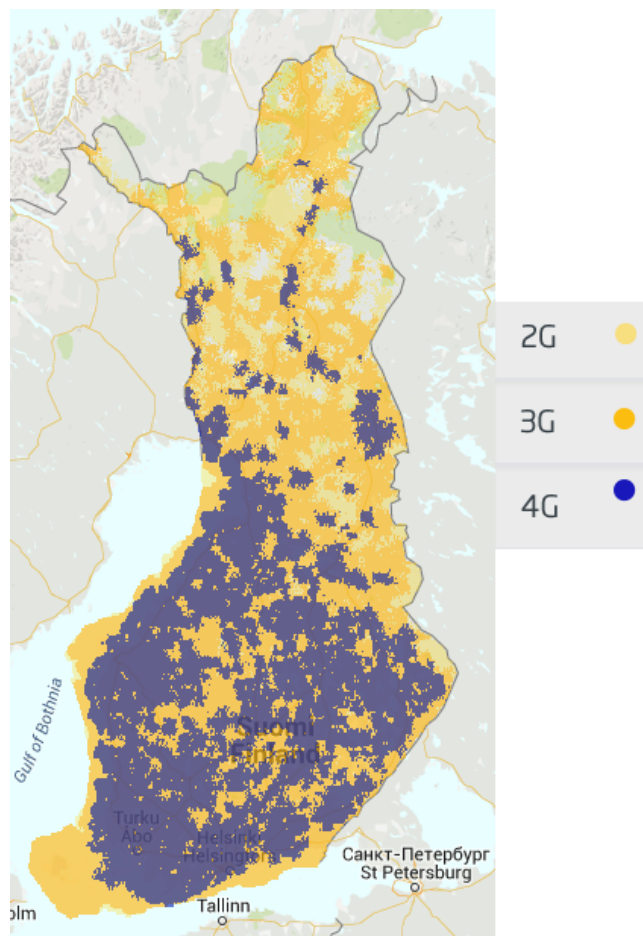 2G
3G
4G
Gulf of Bothnia
Suomi
Finland
Turku
Åbo
Helsinki
Helsingfors
Санкт-Петербург
St Petersburg
Tallinn
olm